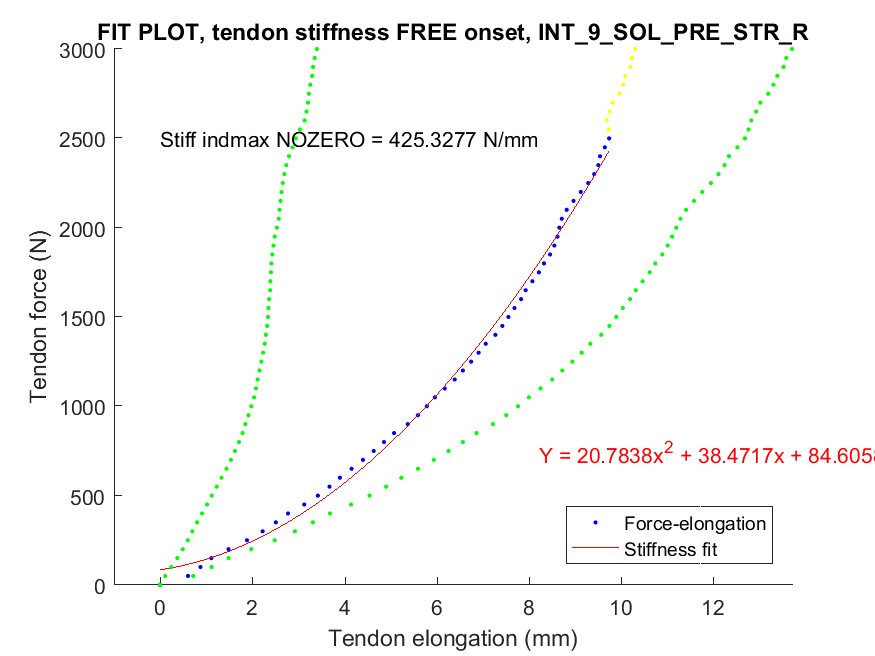 FIT PLOT, tendon stiffness FREE onset, INT_9_SOL_PRE_STR_R
3000
2500
2000
1500
1000
500
0
Tendon force (N)
Stiff indmax NOZERO = 425.3277 N/mm
Y = 20.7838x² + 38.4717x + 84.6058
Force-elongation
Stiffness fit
0 2 4 6 8 10 12
Tendon elongation (mm)